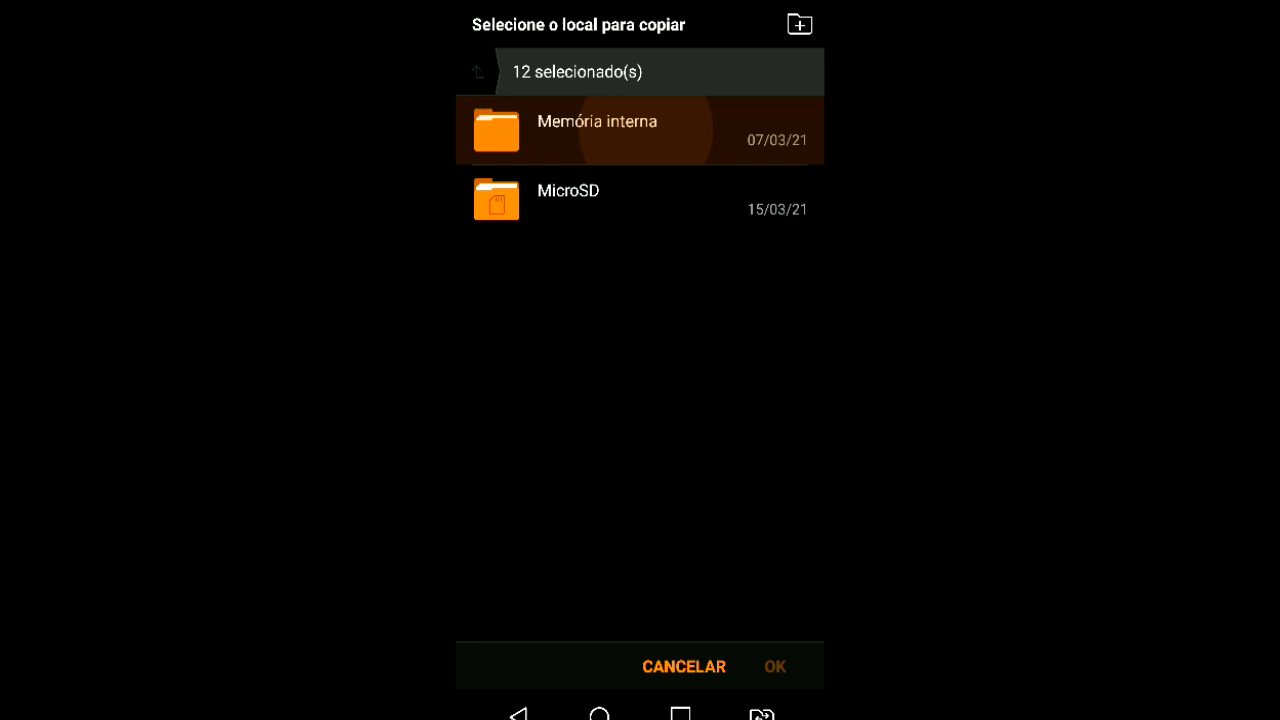 Selecione o local para copiar
12 selecionado(s)
Memória interna
07/03/21
MicroSD
15/03/21
CANCELAR OK